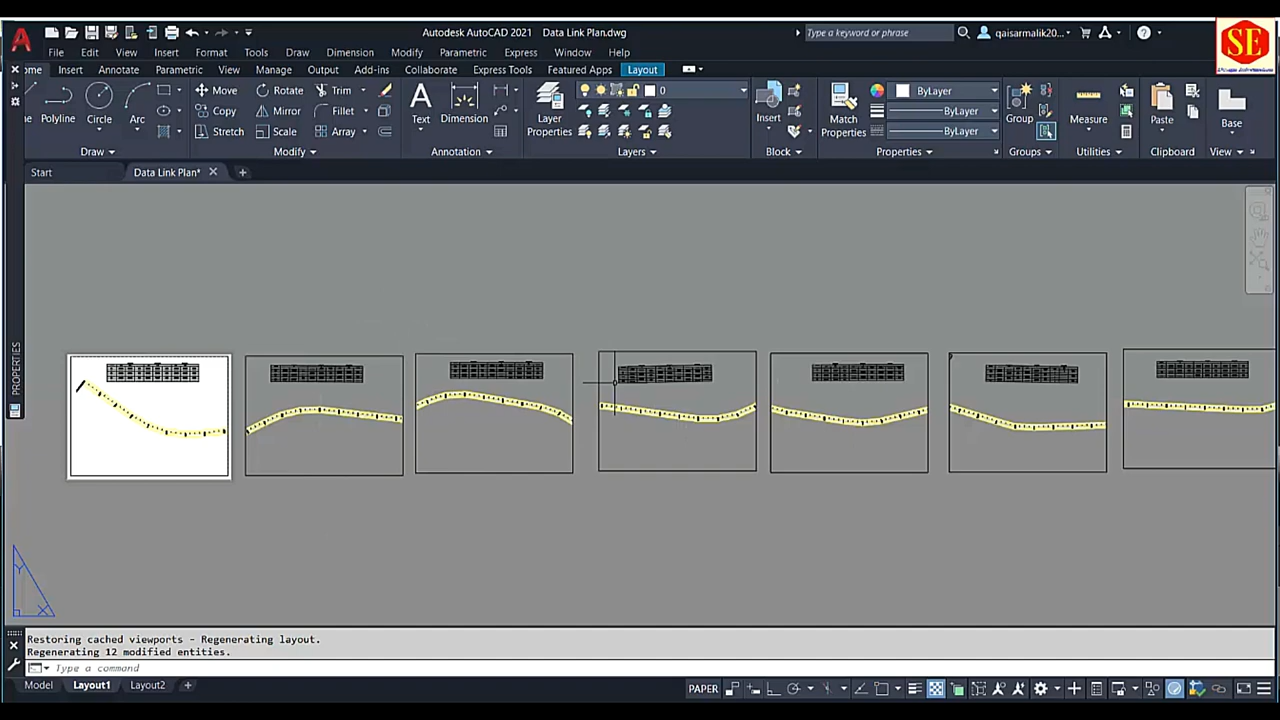 Autodesk AutoCAD 2021 Data Link Plan.dwg
Type a keyword or phrase
qaisarmalik20...
SE
File Edit View Insert Format Tools Draw Dimension Modify Parametric Express Window Help
ome Insert Annotate Parametric View Manage Output Add-ins Collaborate Express Tools Featured Apps Layout
Move Rotate Trim
0
ByLayer
ne Polyline Circle Arc
Copy Mirror Fillet
Text Dimension
Layer Properties
Insert
Match Properties
ByLayer
Group
Measure
Paste
Base
Stretch Scale Array
ByLayer
Draw Modify Annotation Layers Block Properties Groups Utilities Clipboard View
Start Data Link Plan*
PROPERTIES
Y
X
Restoring cached viewports - Regenerating layout.
Regenerating 12 modified entities.
Type a command
Model Layout1 Layout2
PAPER